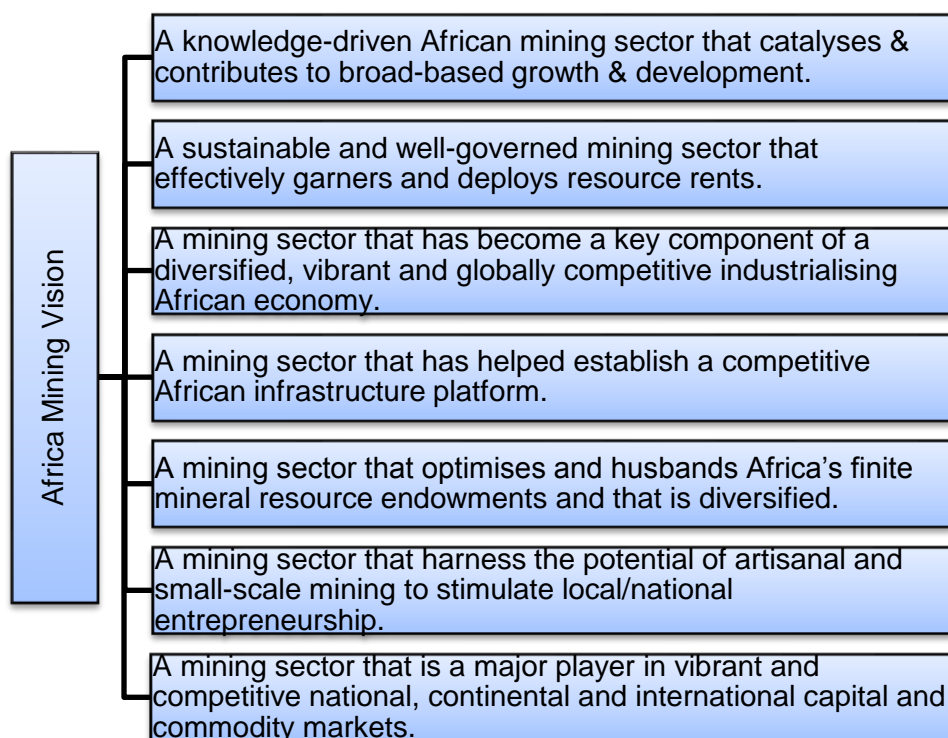 Africa Mining Vision
A knowledge-driven African mining sector that catalyses &
contributes to broad-based growth & development.
A sustainable and well-governed mining sector that
effectively garners and deploys resource rents.
A mining sector that has become a key component of a
diversified, vibrant and globally competitive industrialising
African economy.
A mining sector that has helped establish a competitive
African infrastructure platform.
A mining sector that optimises and husbands Africa’s finite
mineral resource endowments and that is diversified.
A mining sector that harness the potential of artisanal and
small-scale mining to stimulate local/national
entrepreneurship.
A mining sector that is a major player in vibrant and
competitive national, continental and international capital and
commodity markets.